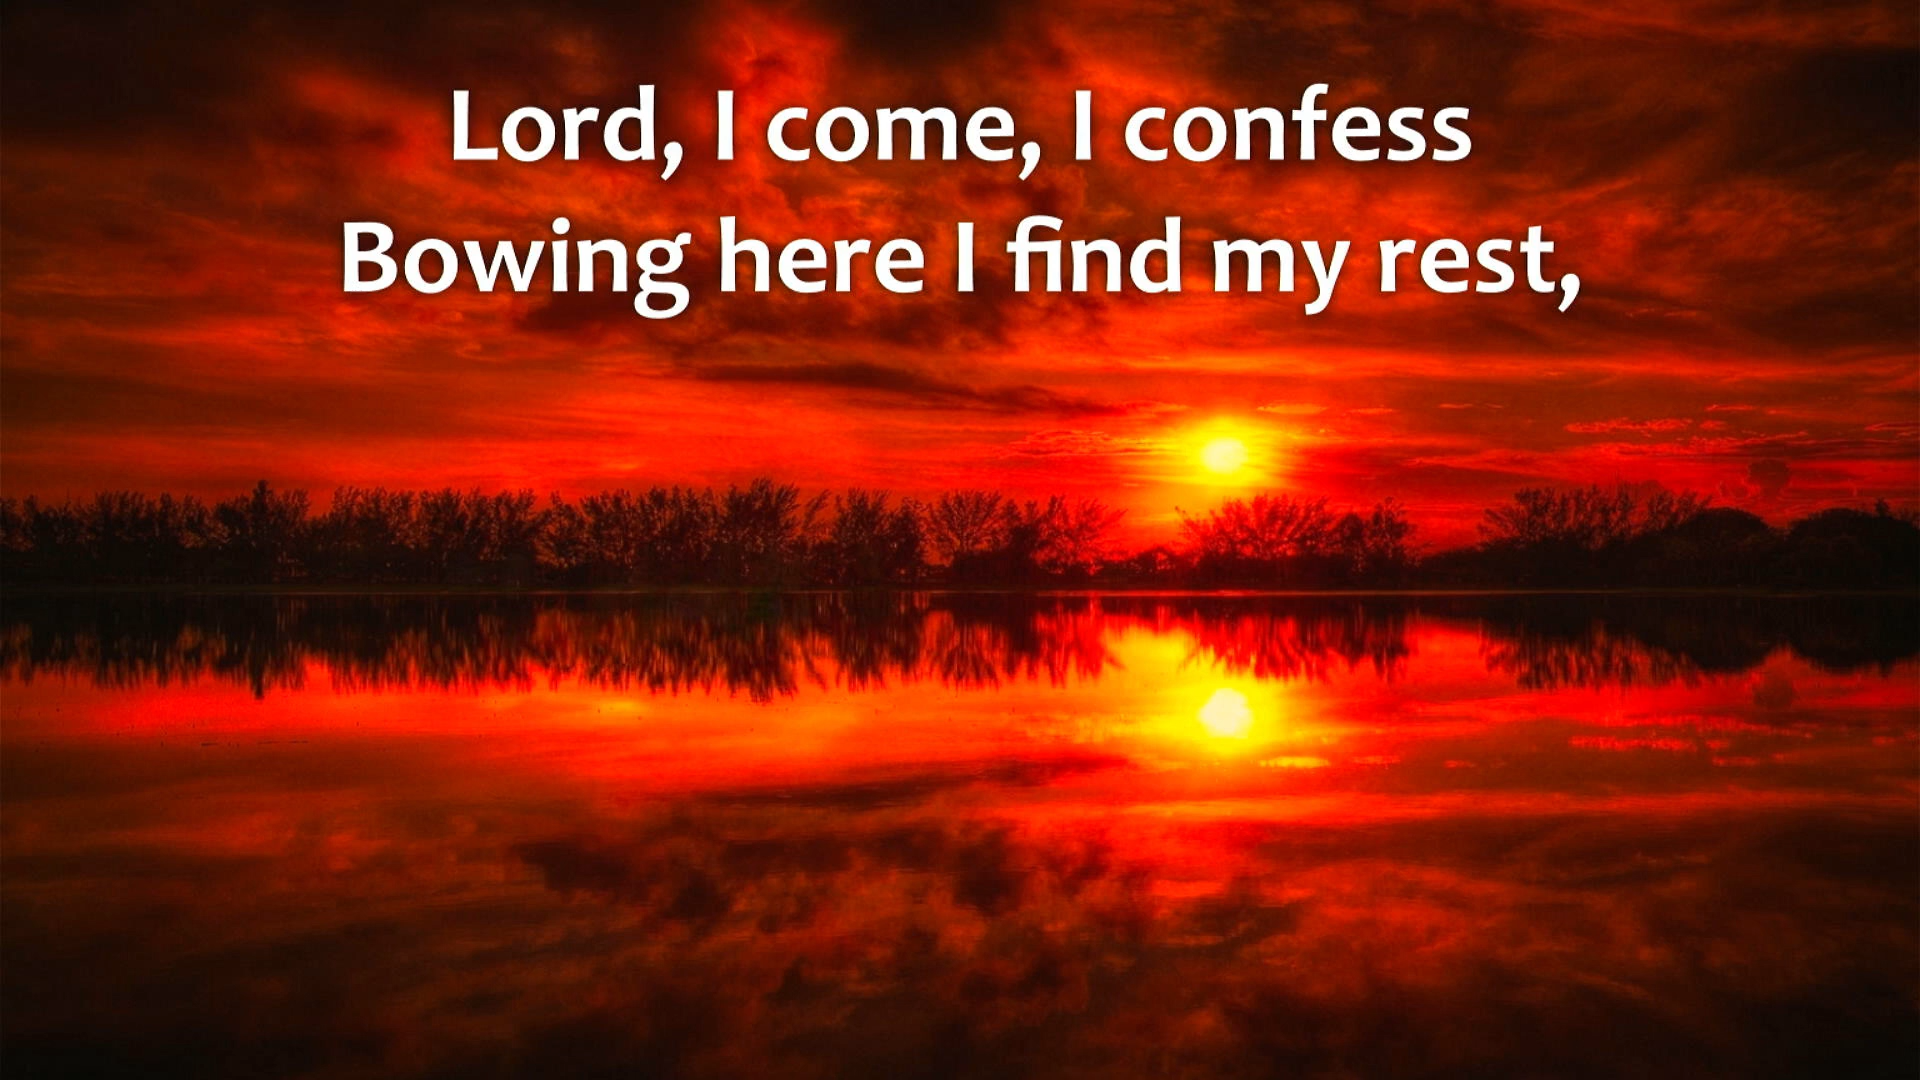 Lord, I come, I confess
Bowing here I find my rest,